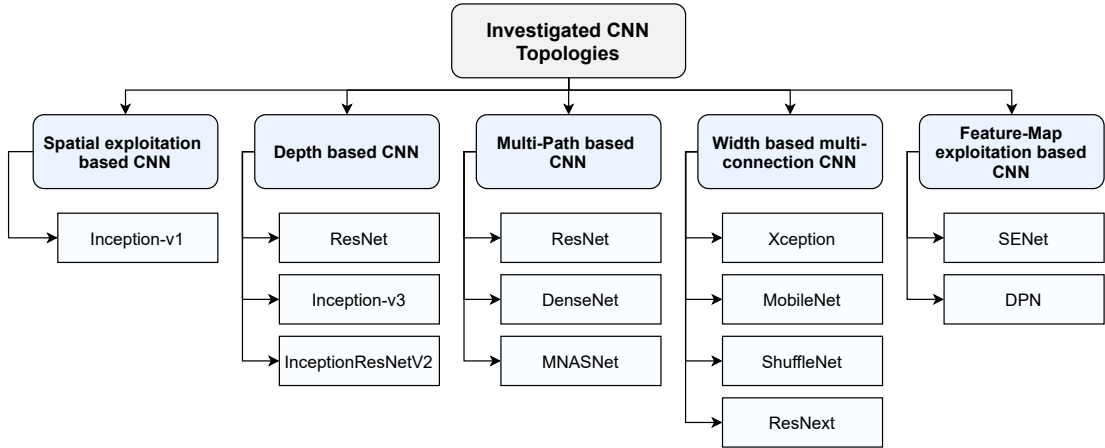 Investigated CNN
Topologies
Spatial exploitation
based CNN
Inception-v1
Depth based CNN
ResNet
Inception-v3
InceptionResNetV2
Multi-Path based
CNN
ResNet
DenseNet
MNASNet
Width based multi-
connection CNN
Xception
MobileNet
ShuffleNet
ResNext
Feature-Map
exploitation based
CNN
SENet
DPN